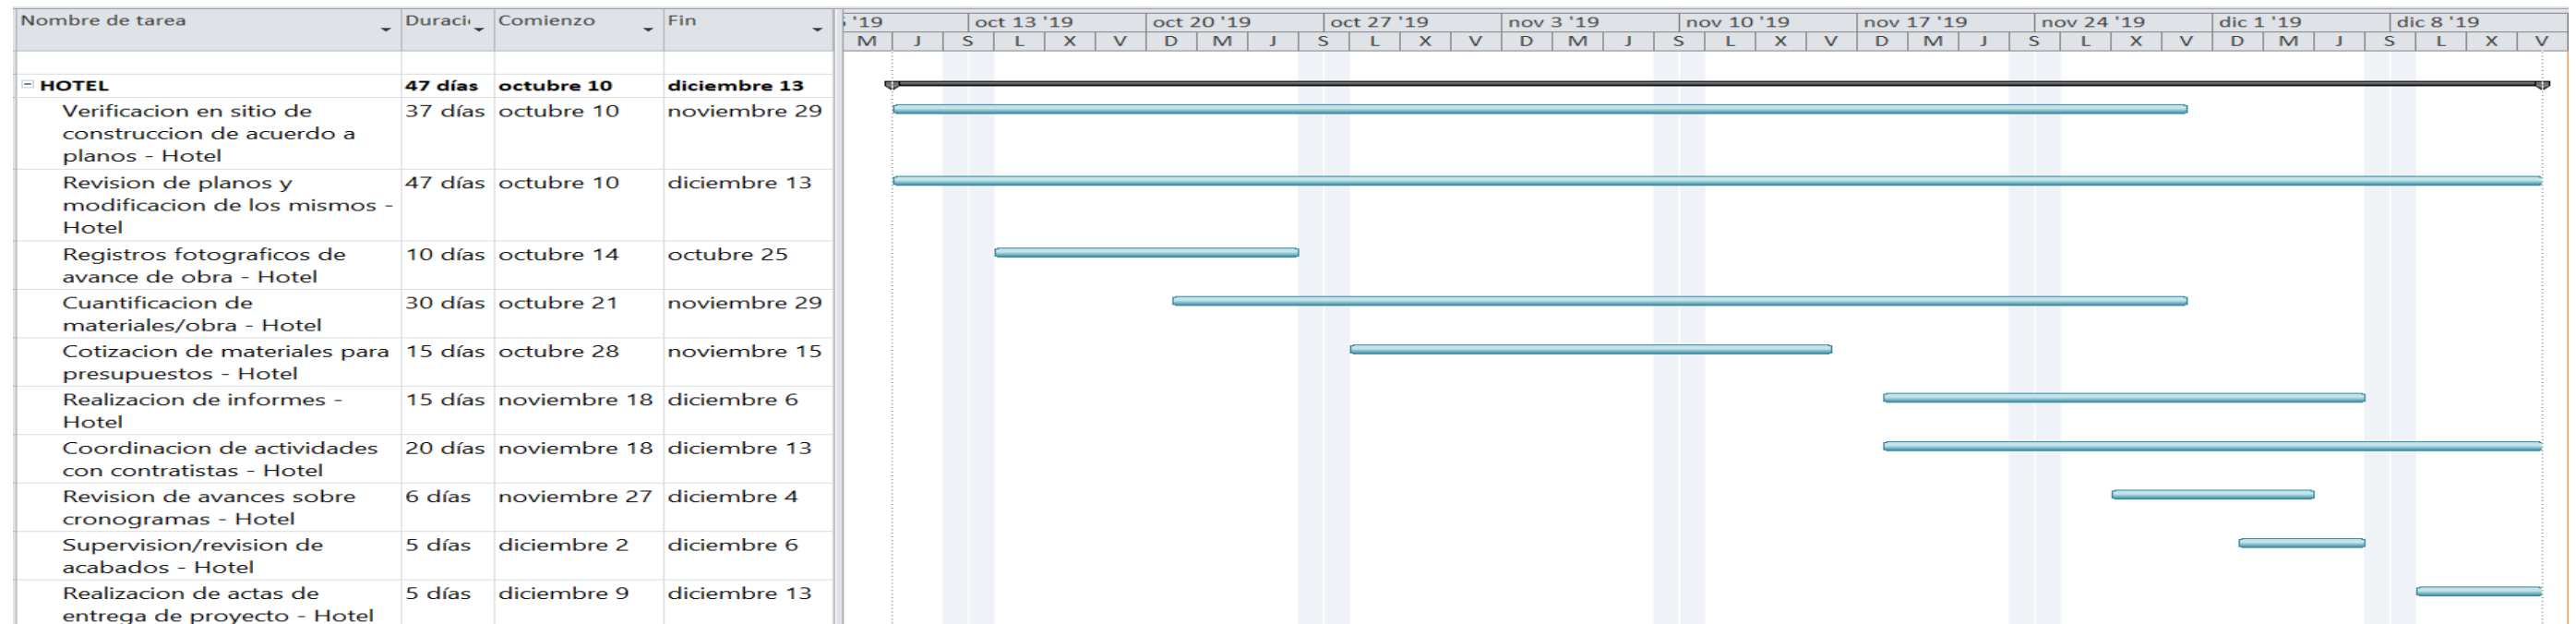 Nombre de tarea Duraci Comienzo Fin
'19 oct 13 '19 oct 20 '19 oct 27 '19 nov 3 '19 nov 10 '19 nov 17 '19 nov 24 '19 dic 1 '19 dic 8 '19
M J S L X V D M J S L X V D M J S L X V D M J S L X V D M J S L X V
HOTEL 47 días octubre 10 diciembre 13
Verificacion en sitio de 37 días octubre 10 noviembre 29
construccion de acuerdo a
planos - Hotel
Revision de planos y 47 días octubre 10 diciembre 13
modificacion de los mismos -
Hotel
Registros fotograficos de 10 días octubre 14 octubre 25
avance de obra - Hotel
Cuantificacion de 30 días octubre 21 noviembre 29
materiales/obra - Hotel
Cotizacion de materiales para 15 días octubre 28 noviembre 15
presupuestos - Hotel
Realizacion de informes - 15 días noviembre 18 diciembre 6
Hotel
Coordinacion de actividades 20 días noviembre 18 diciembre 13
con contratistas - Hotel
Revision de avances sobre 6 días noviembre 27 diciembre 4
cronogramas - Hotel
Supervision/revision de 5 días diciembre 2 diciembre 6
acabados - Hotel
Realizacion de actas de 5 días diciembre 9 diciembre 13
entrega de proyecto - Hotel